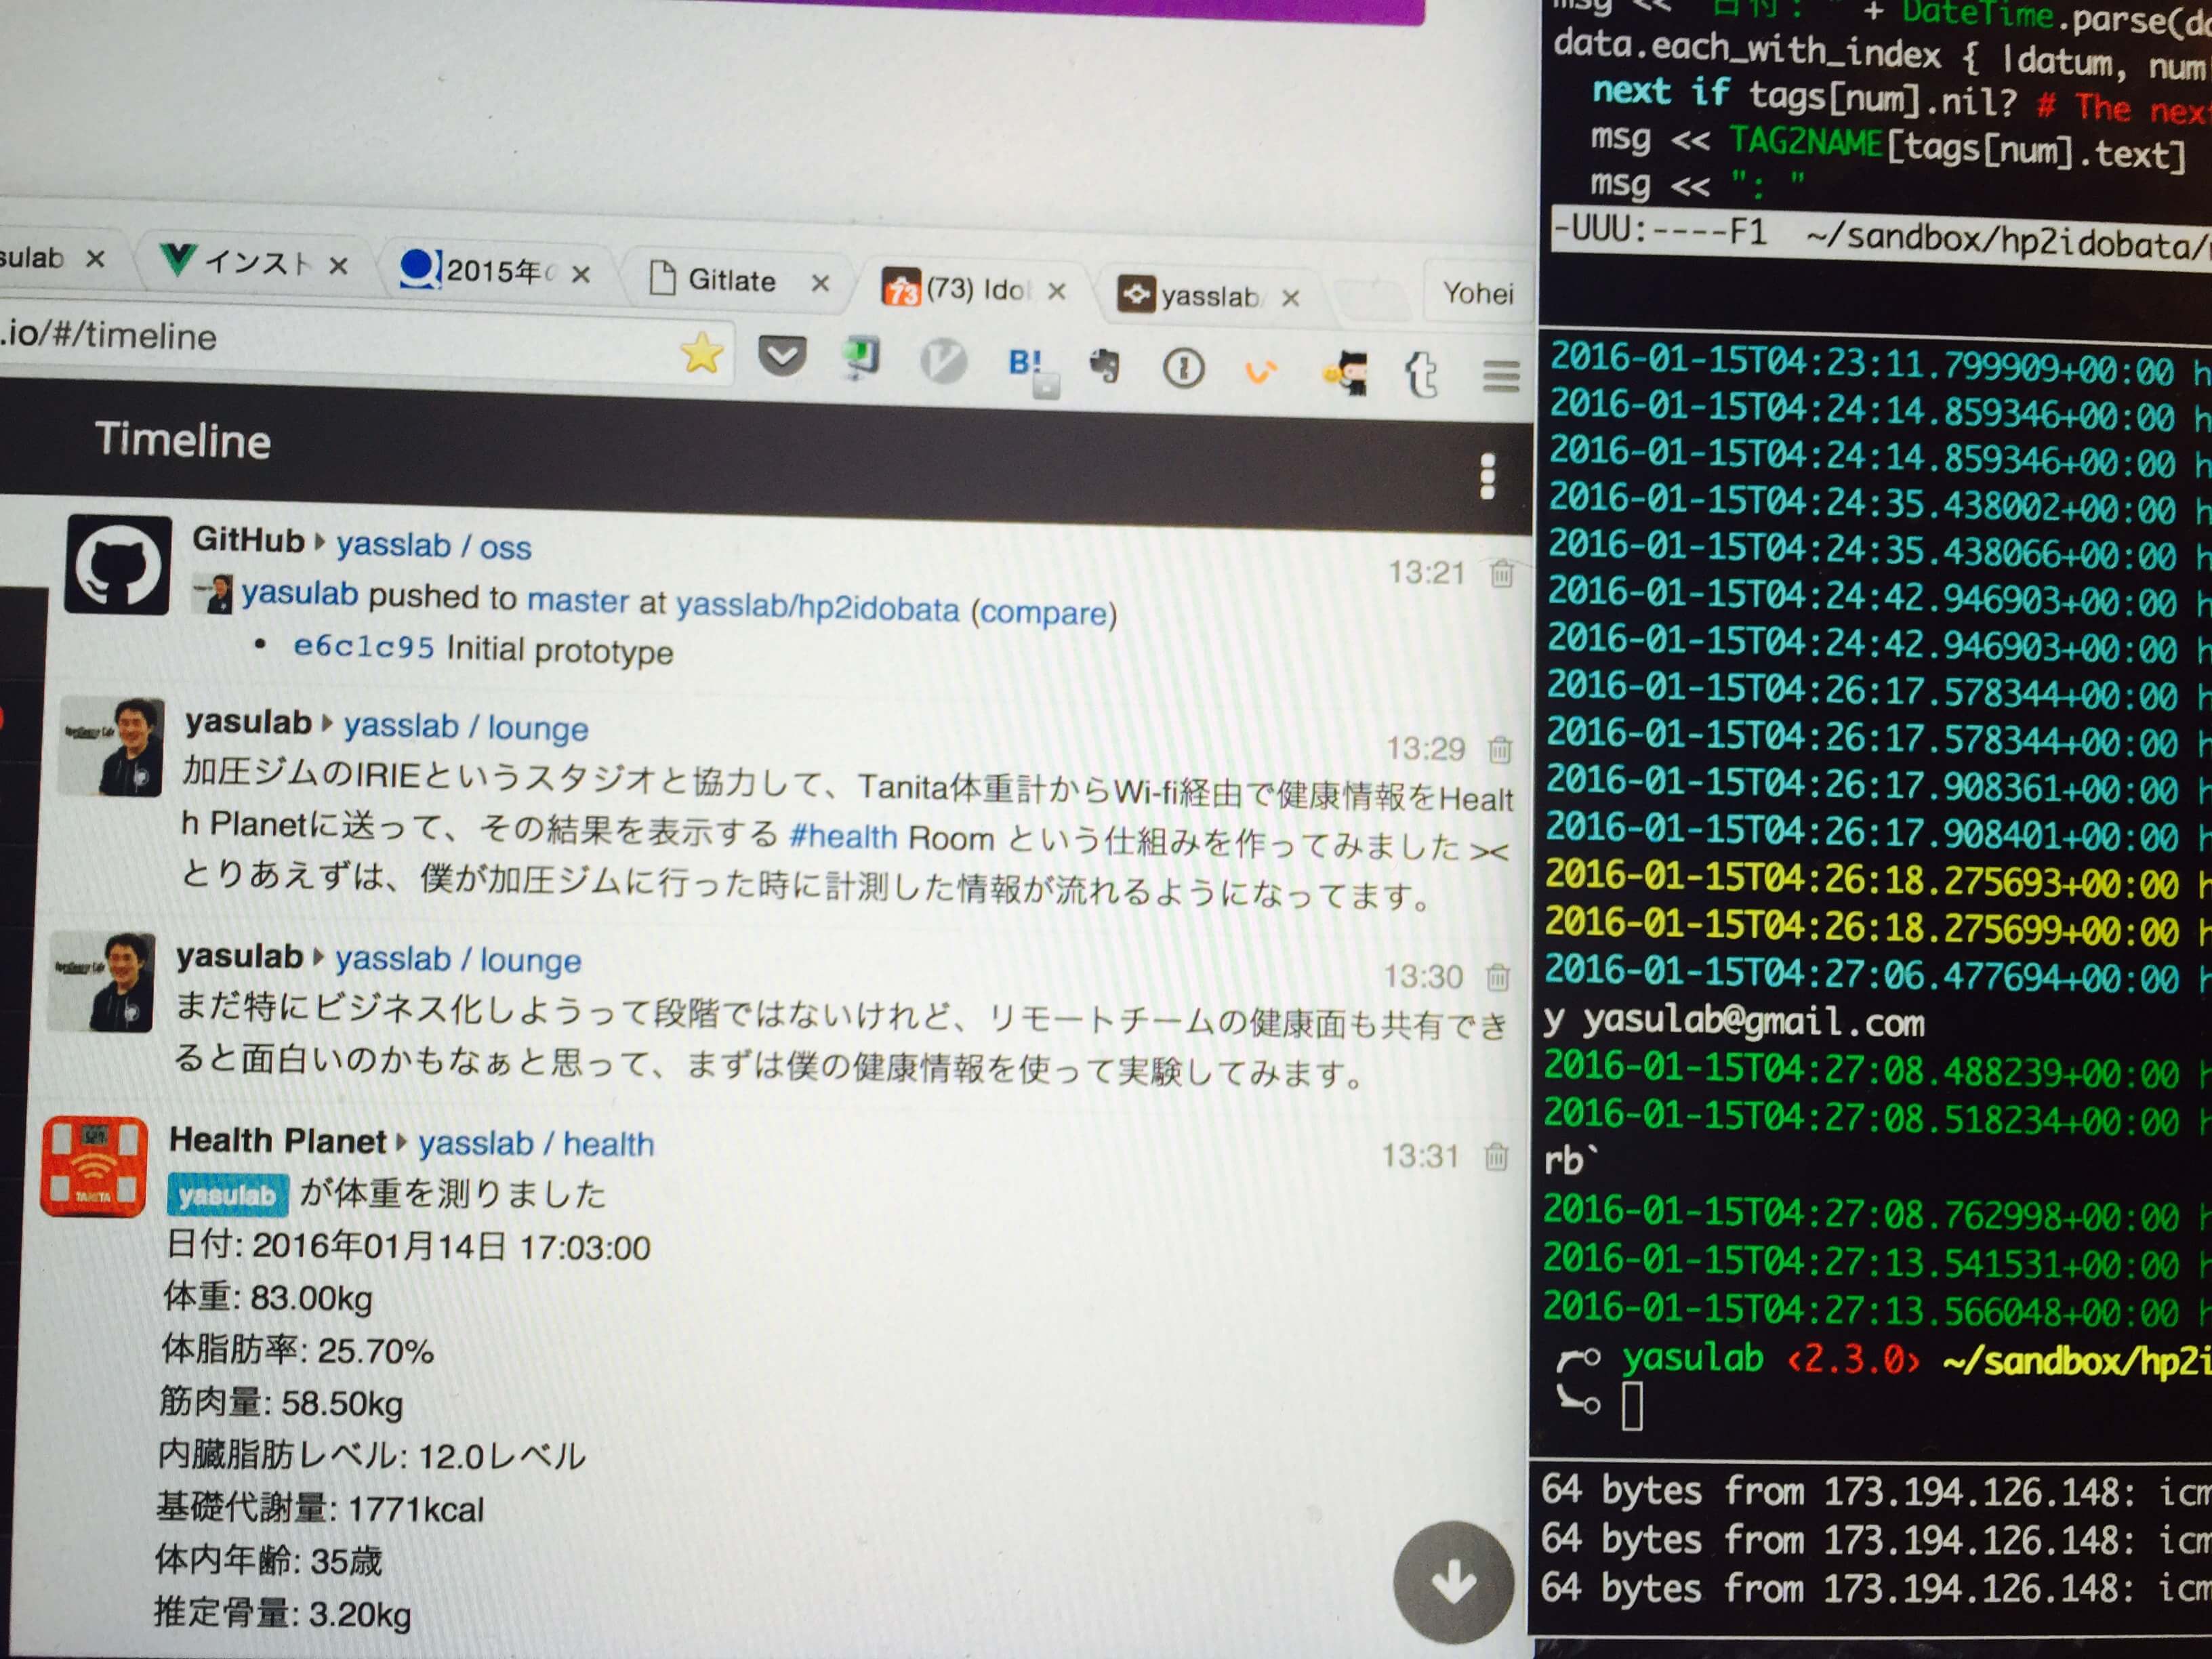 sulab
インスト
2015年
Gitlate
(73) Ido
yasslab
Yohei
.io/#/timeline
B!
Timeline
GitHub yasslab / oss
13:21
yasulab pushed to master at yasslab/hp2idobata (compare)
• e6c1c95 Initial prototype
yasulab yasslab / lounge
13:29
加圧ジムのIRIEというスタジオと協力して、Tanita体重計からWi-fi経由で健康情報をHealt
h Planetに送って、その結果を表示する #health Room という仕組みを作ってみました ><
とりあえずは、僕が加圧ジムに行った時に計測した情報が流れるようになってます。
yasulab yasslab / lounge
13:30
まだ特にビジネス化しようって段階ではないけれど、リモートチームの健康面も共有でき
ると面白いのかもなぁと思って、まずは僕の健康情報を使って実験してみます。
Health Planet yasslab / health
13:31
yasulab が体重を測りました
日付: 2016年01月14日 17:03:00
体重: 83.00kg
体脂肪率: 25.70%
筋肉量: 58.50kg
内臓脂肪レベル: 12.0レベル
基礎代謝量: 1771kcal
体内年齢: 35歳
推定骨量: 3.20kg
TANITA
msg << "日付: " + DateTime.parse(da
data.each_with_index { |datum, num|
next if tags[num].nil? # The next
msg << TAG2NAME[tags[num].text]
msg << ": "
-UUU:----F1 ~/sandbox/hp2idobata/
2016-01-15T04:23:11.799909+00:00 h
2016-01-15T04:24:14.859346+00:00 h
2016-01-15T04:24:14.859346+00:00 h
2016-01-15T04:24:35.438002+00:00 h
2016-01-15T04:24:35.438066+00:00 h
2016-01-15T04:24:42.946903+00:00 h
2016-01-15T04:24:42.946903+00:00 h
2016-01-15T04:26:17.578344+00:00 h
2016-01-15T04:26:17.578344+00:00 h
2016-01-15T04:26:17.908361+00:00 h
2016-01-15T04:26:17.908401+00:00 h
2016-01-15T04:26:18.275693+00:00 h
2016-01-15T04:26:18.275699+00:00 h
2016-01-15T04:27:06.477694+00:00 h
y yasulab@gmail.com
2016-01-15T04:27:08.488239+00:00 h
2016-01-15T04:27:08.518234+00:00 h
rb`
2016-01-15T04:27:08.762998+00:00 h
2016-01-15T04:27:13.541531+00:00 h
2016-01-15T04:27:13.566048+00:00 h
yasulab <2.3.0> ~/sandbox/hp2i
64 bytes from 173.194.126.148: icm
64 bytes from 173.194.126.148: icm
64 bytes from 173.194.126.148: icm